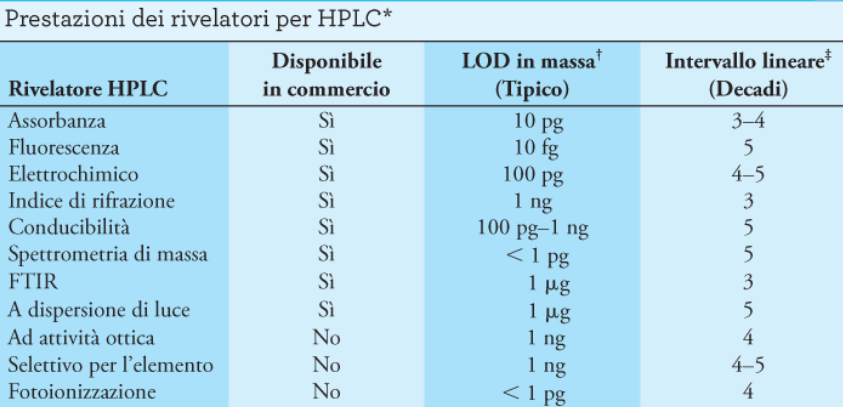 Prestazioni dei rivelatori per HPLC*
Rivelatore HPLC Disponibile in commercio LOD in massa† (Tipico) Intervallo lineare‡ (Decadi)
Assorbanza Sì 10 pg 3–4
Fluorescenza Sì 10 fg 5
Elettrochimico Sì 100 pg 4–5
Indice di rifrazione Sì 1 ng 3
Conducibilità Sì 100 pg–1 ng 5
Spettrometria di massa Sì < 1 pg 5
FTIR Sì 1 μg 3
A dispersione di luce Sì 1 μg 5
Ad attività ottica No 1 ng 4
Selettivo per l'elemento No 1 ng 4–5
Fotoionizzazione No < 1 pg 4